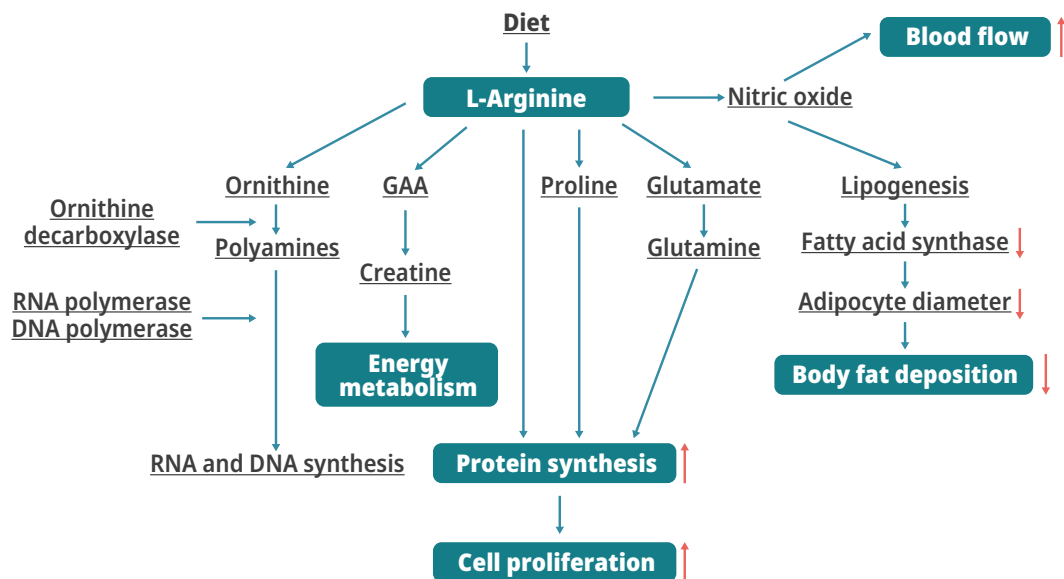 Diet
Blood flow
L-Arginine
Nitric oxide
Ornithine
GAA
Proline
Glutamate
Lipogenesis
Ornithine
decarboxylase
Polyamines
Glutamine
Fatty acid synthase
Creatine
RNA polymerase
DNA polymerase
Adipocyte diameter
Energy
metabolism
Body fat deposition
RNA and DNA synthesis
Protein synthesis
Cell proliferation